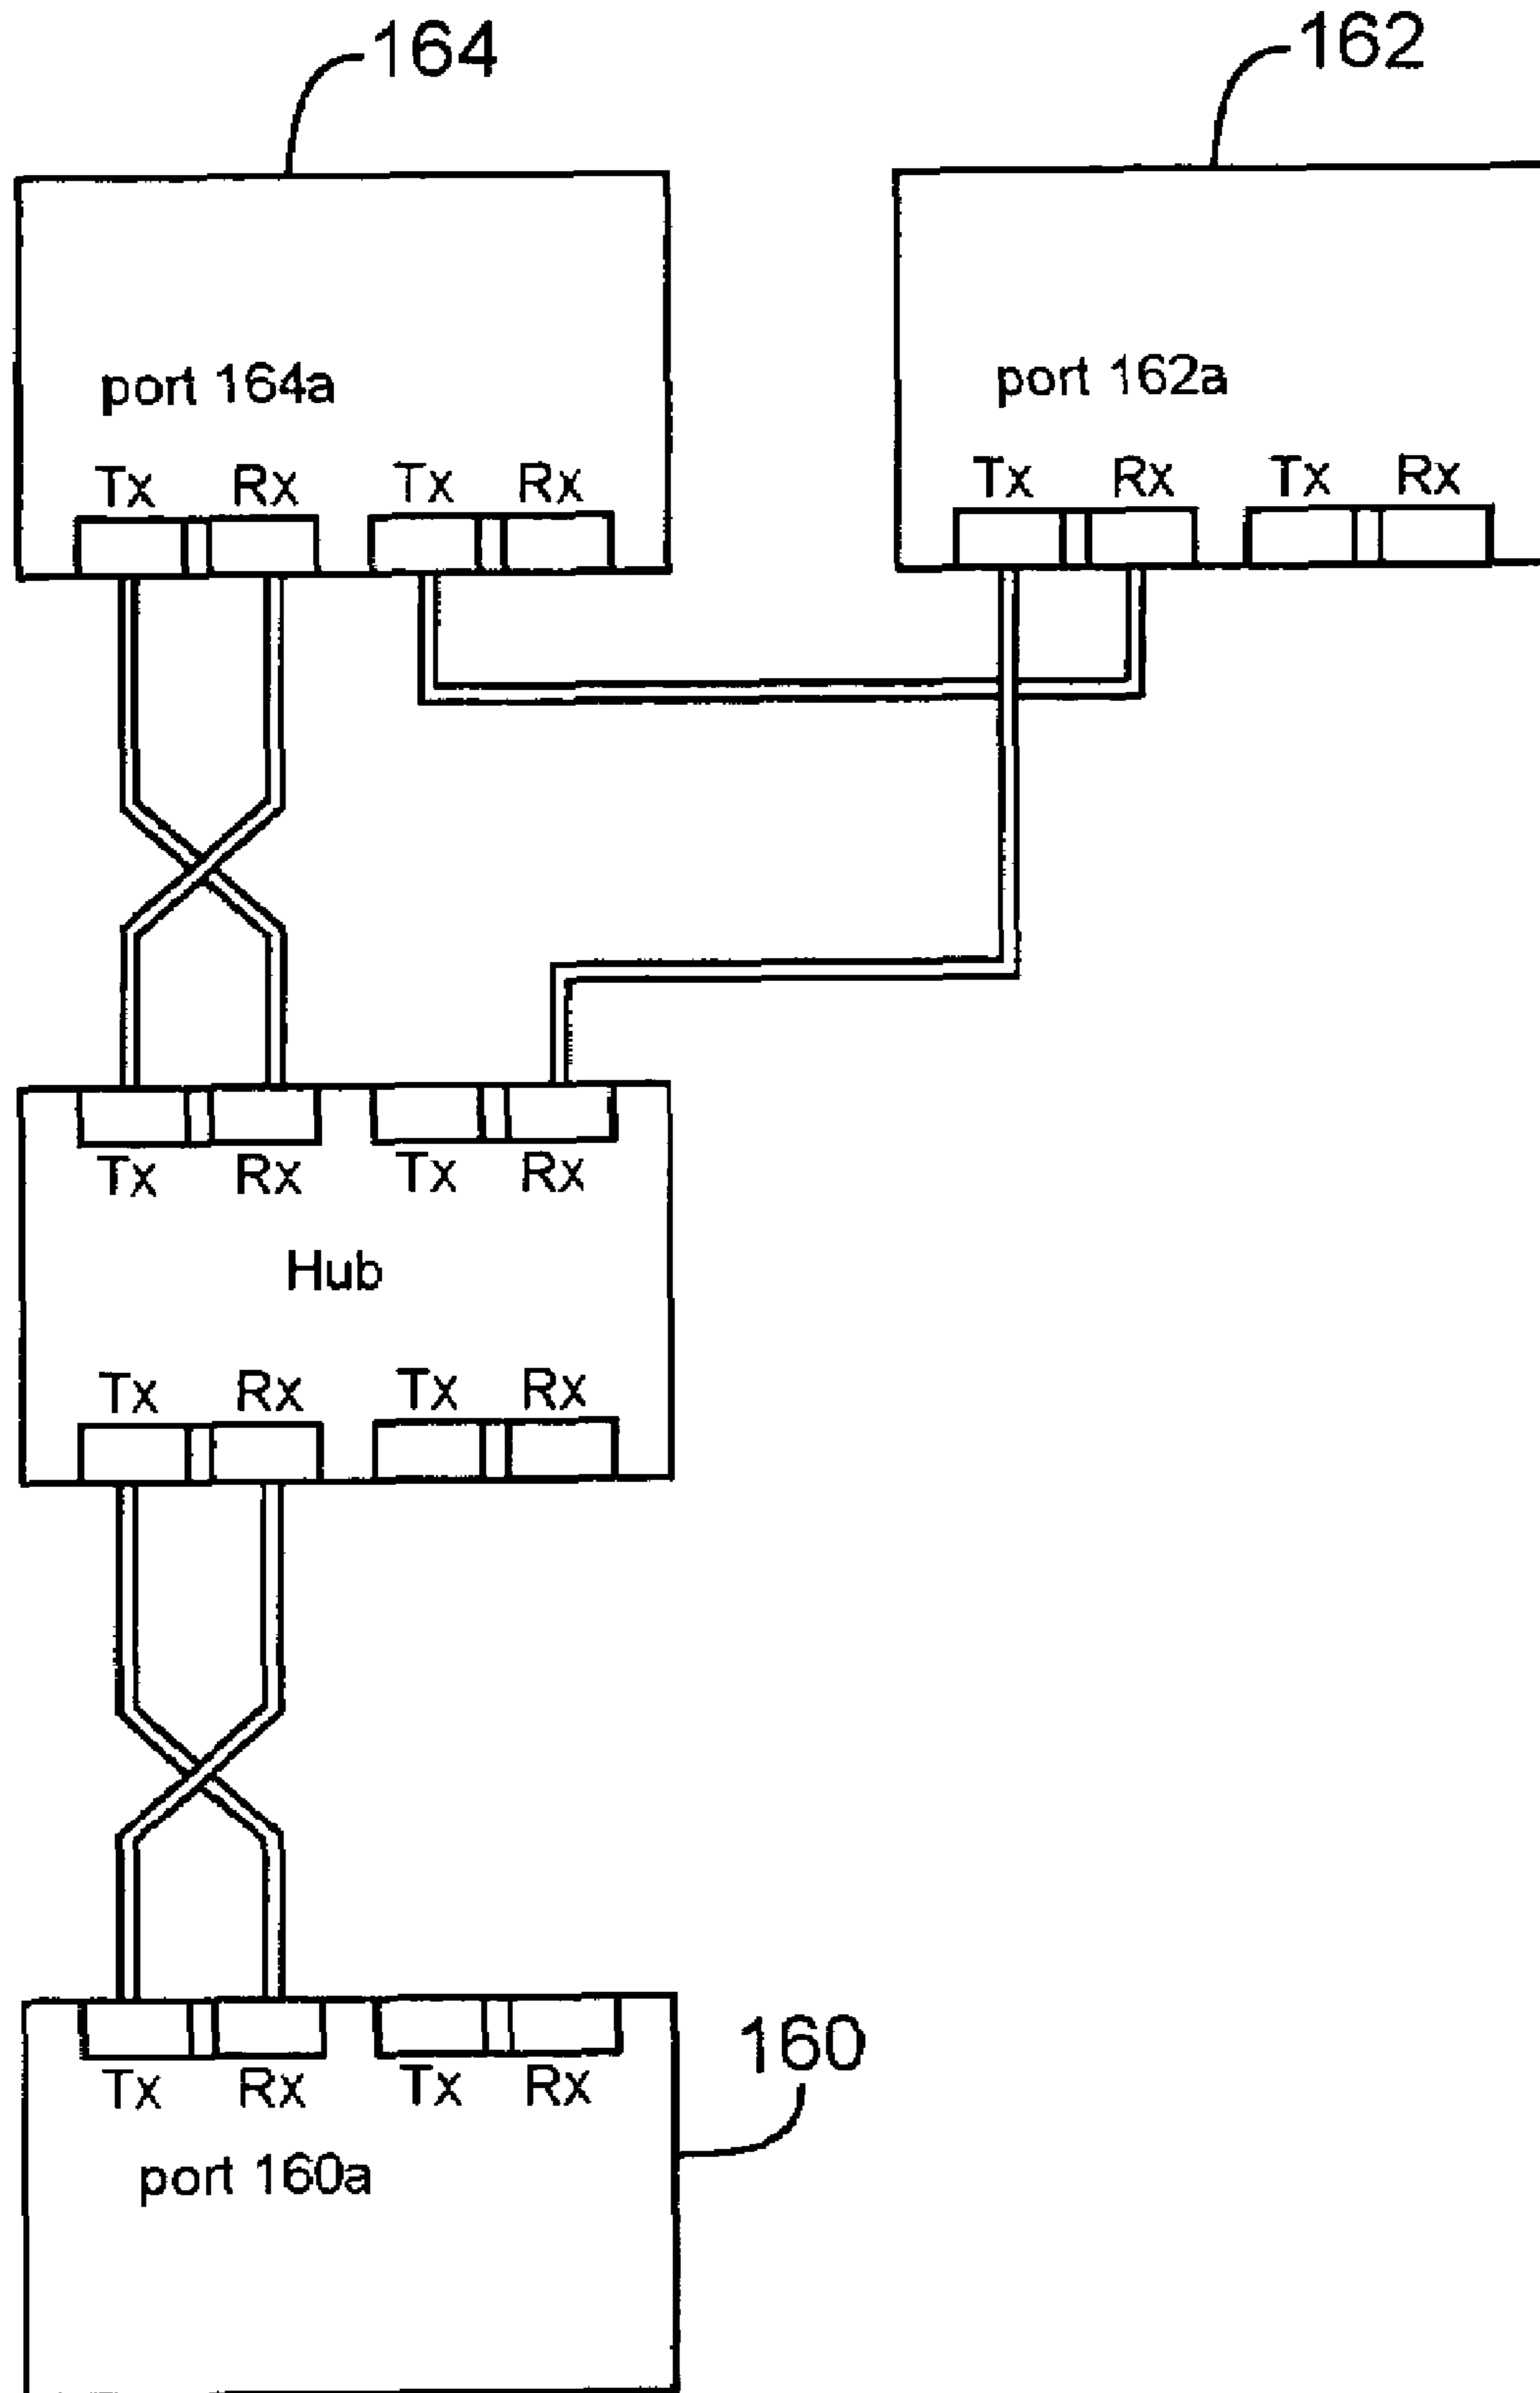 164
162
port 164a
port 162a
Tx Rx Tx Rx
Tx Rx Tx Rx
Tx Rx Tx Rx
Hub
Tx Rx Tx Rx
Tx Rx Tx Rx
160
port 160a